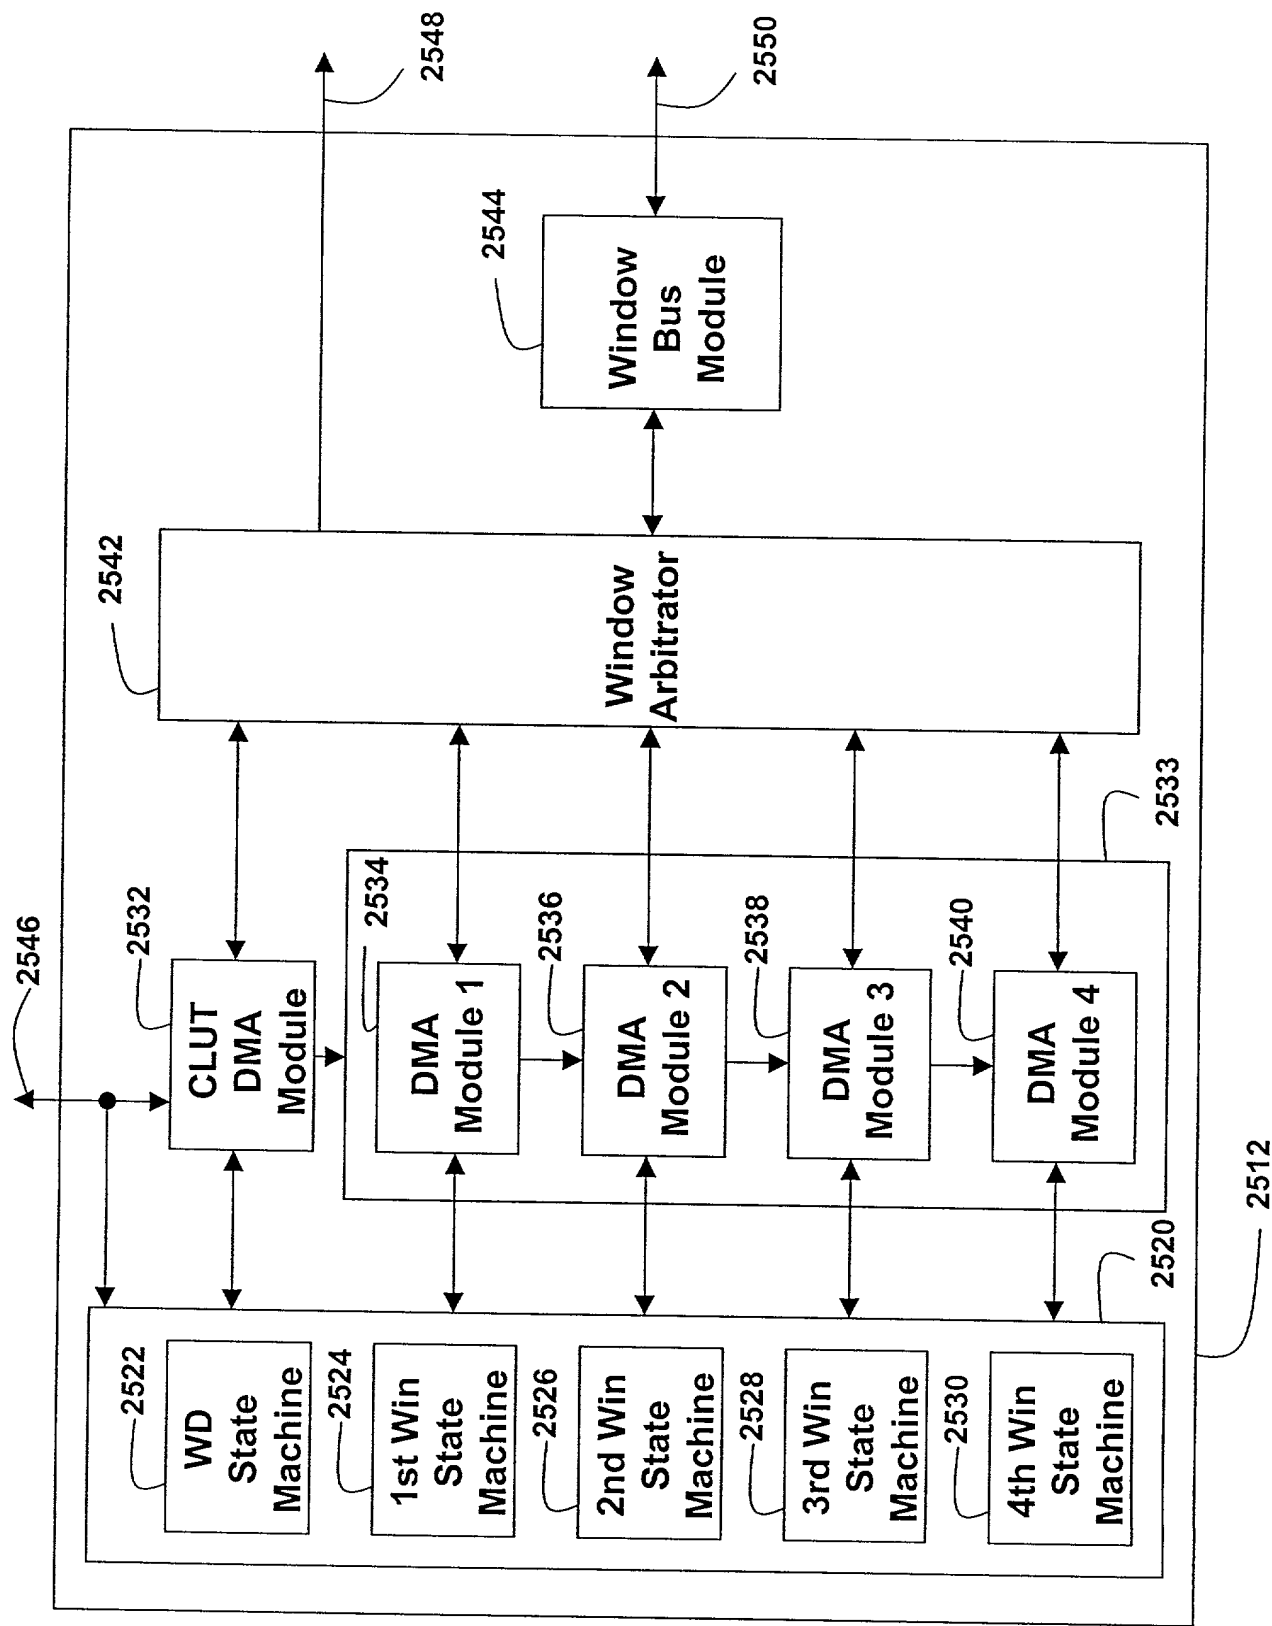 2546
2548
2550
2532
2542
2544
CLUT
DMA
Module
2534
DMA
Module 1
2536
DMA
Module 2
2538
DMA
Module 3
2540
DMA
Module 4
2533
Window
Arbitrator
Window
Bus
Module
2522
WD
State
Machine
2524
1st Win
State
Machine
2526
2nd Win
State
Machine
2528
3rd Win
State
Machine
2530
4th Win
State
Machine
2520
2512